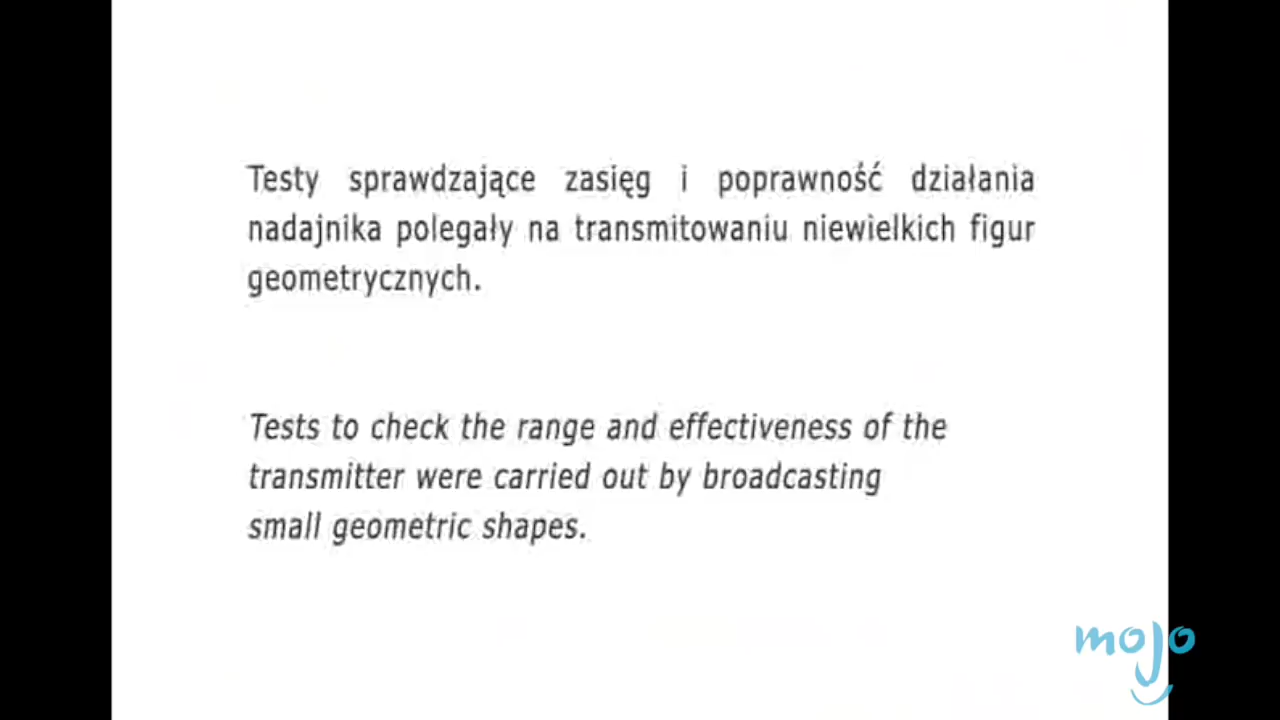 Testy sprawdzające zasięg i poprawność działania
nadajnika polegały na transmitowaniu niewielkich figur
geometrycznych.
Tests to check the range and effectiveness of the
transmitter were carried out by broadcasting
small geometric shapes.
mojo